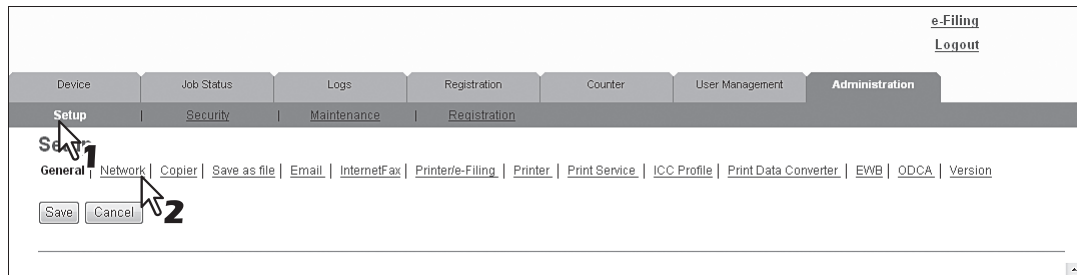 e-Filing
Logout
Device Job Status Logs Registration Counter User Management Administration
Setup | Security | Maintenance | Registration
Setup
1
General | Network | Copier | Save as file | Email | InternetFax | Printer/e-Filing | Printer | Print Service | ICC Profile | Print Data Converter | EWB | ODCA | Version
Save Cancel 2